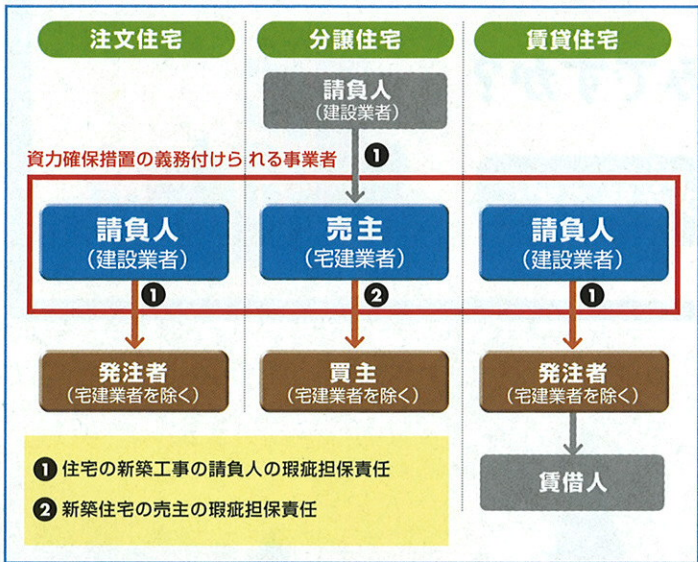 注文住宅
分譲住宅
賃貸住宅
請負人
(建設業者)
❶
資力確保措置の義務付けられる事業者
請負人
(建設業者)
売主
(宅建業者)
請負人
(建設業者)
❶
❷
❶
発注者
(宅建業者を除く)
買主
(宅建業者を除く)
発注者
(宅建業者を除く)
賃借人
❶ 住宅の新築工事の請負人の瑕疵担保責任
❷ 新築住宅の売主の瑕疵担保責任